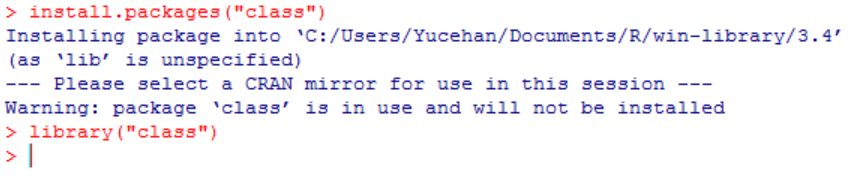 > install.packages("class")
Installing package into ‘C:/Users/Yucehan/Documents/R/win-library/3.4’
(as ‘lib’ is unspecified)
--- Please select a CRAN mirror for use in this session ---
Warning: package ‘class’ is in use and will not be installed
> library("class")
>